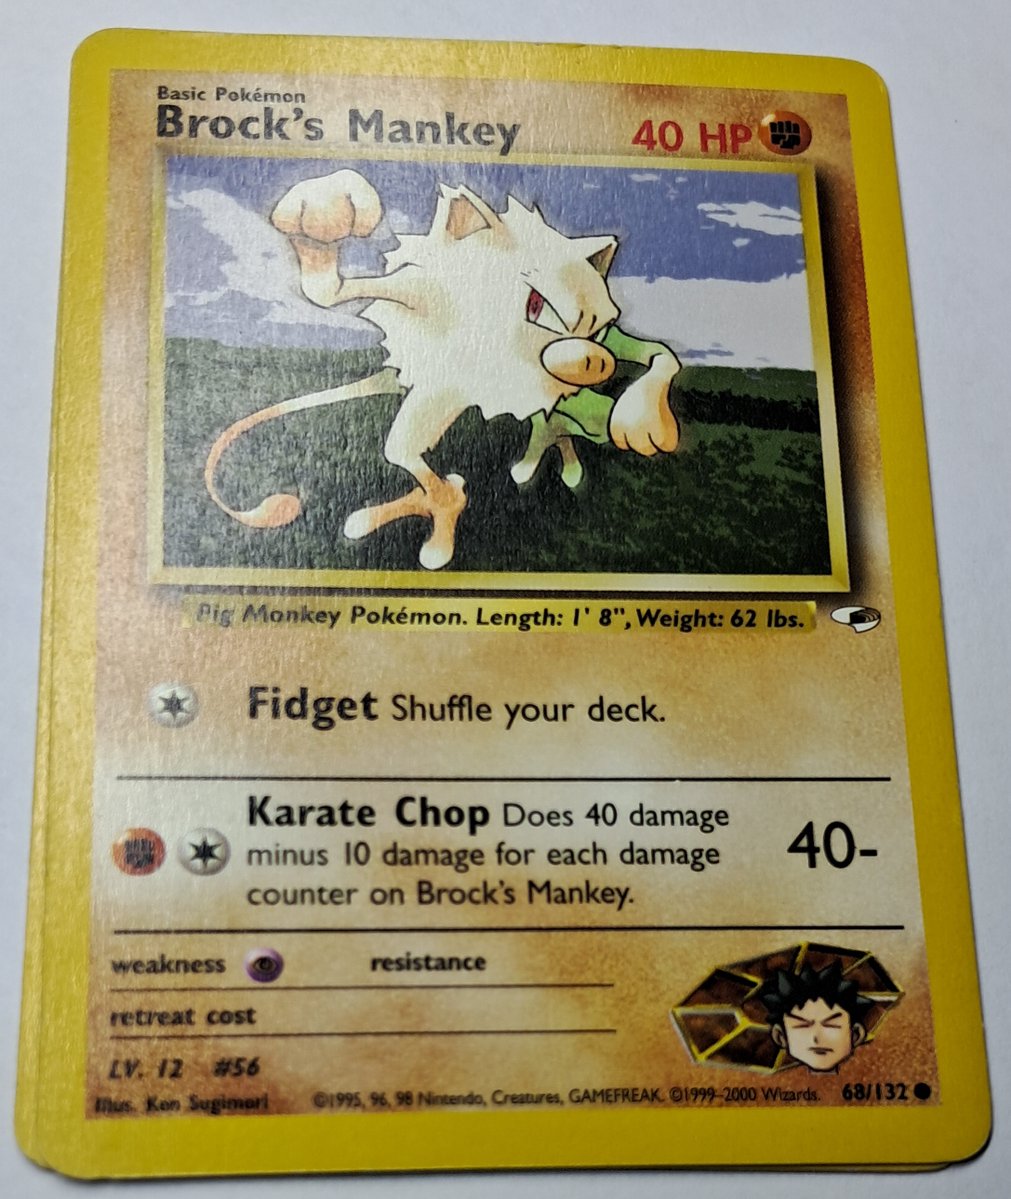 Basic Pokémon
Brock's Mankey 40 HP
Pig Monkey Pokémon. Length: 1' 8", Weight: 62 lbs.
Fidget Shuffle your deck.
Karate Chop Does 40 damage
minus 10 damage for each damage
counter on Brock's Mankey.
40-
weakness resistance
retreat cost
LV. 12 #56
Illus. Ken Sugimori ©1995, 96, 98 Nintendo, Creatures, GAMEFREAK. ©1999-2000 Wizards. 68/132